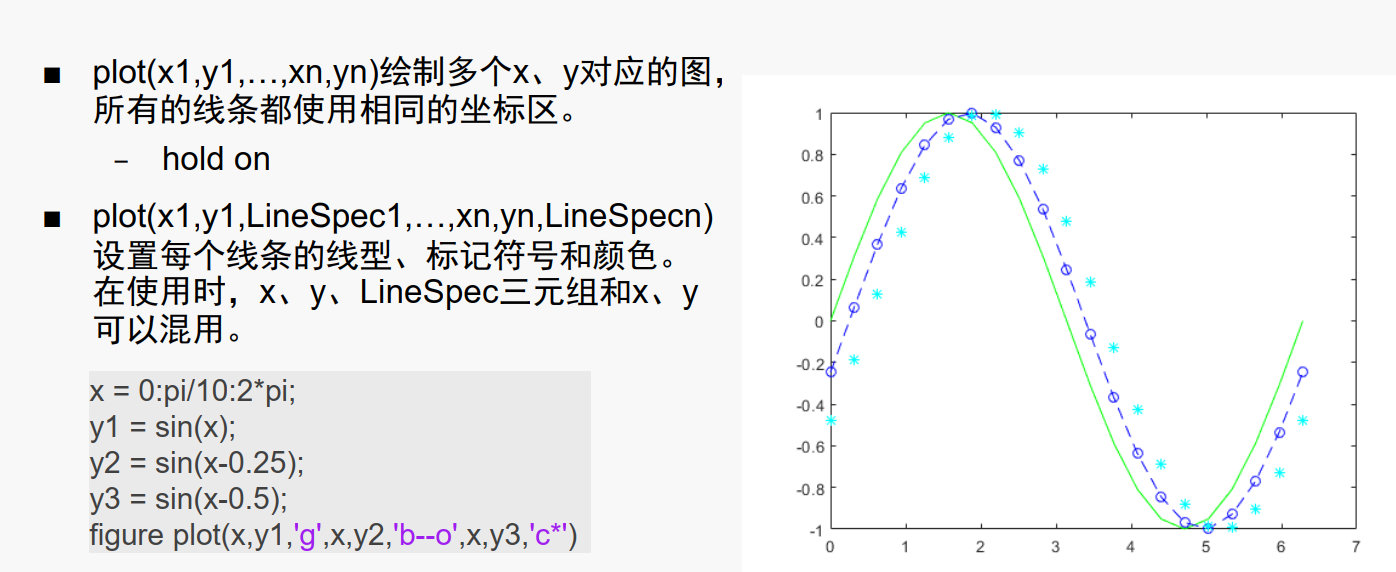 ■ plot(x1,y1,…,xn,yn)绘制多个x、y对应的图，
所有的线条都使用相同的坐标区。
– hold on
■ plot(x1,y1,LineSpec1,…,xn,yn,LineSpecn)
设置每个线条的线型、标记符号和颜色。
在使用时，x、y、LineSpec三元组和x、y
可以混用。
x = 0:pi/10:2*pi;
y1 = sin(x);
y2 = sin(x-0.25);
y3 = sin(x-0.5);
figure plot(x,y1,'g',x,y2,'b--o',x,y3,'c*')
1
0.8
0.6
0.4
0.2
0
-0.2
-0.4
-0.6
-0.8
-1
0 1 2 3 4 5 6 7